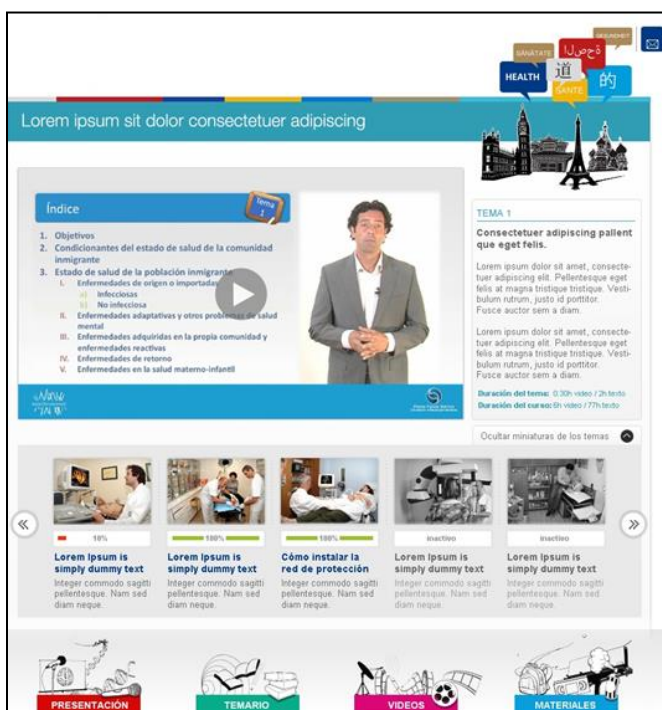 GESUNDHEIT
SĂNĂTATE
الصحة
HEALTH
道
SANTÉ
的
Lorem ipsum sit dolor consectetuer adipiscing
Índice
Tema
1
1. Objetivos
2. Condicionantes del estado de salud de la comunidad
inmigrante
3. Estado de salud de la población inmigrante
I. Enfermedades de origen o importadas
a) Infecciosas
b) No infecciosa
II. Enfermedades adaptativas y otros problemas de salud
mental
III. Enfermedades adquiridas en la propia comunidad y
enfermedades reactivas
IV. Enfermedades de retorno
V. Enfermedades en la salud materno-infantil
TEMA 1
Consectetuer adipiscing pallent
que eget felis.
Lorem ipsum dolor sit amet, consecte-
tuer adipiscing elit. Pellentesque eget
felis at magna tristique tristique. Vesti-
bulum rutrum, justo id porttitor.
Fusce auctor sem a diam.
Lorem ipsum dolor sit amet, consecte-
tuer adipiscing elit. Pellentesque eget
felis at magna tristique tristique. Vesti-
bulum rutrum, justo id porttitor.
Fusce auctor sem a diam.
Duración del tema: 0.30h video / 2h texto
Duración del curso: 6h video / 77h texto
Ocultar miniaturas de los temas
10%
100%
100%
inactivo
inactivo
Lorem Ipsum is
simply dummy text
Integer commodo sagitti
pellentesque. Nam sed
diam neque.
Lorem Ipsum is
simply dummy text
Integer commodo sagitti
pellentesque. Nam sed
diam neque.
Cómo instalar la
red de protección
Integer commodo sagitti
pellentesque. Nam sed
diam neque.
Lorem Ipsum is
simply dummy text
Integer commodo sagitti
pellentesque. Nam sed
diam neque.
Lorem Ipsum is
simply dummy text
Integer commodo sagitti
pellentesque. Nam sed
diam neque.
PRESENTACIÓN
TEMARIO
VIDEOS
MATERIALES